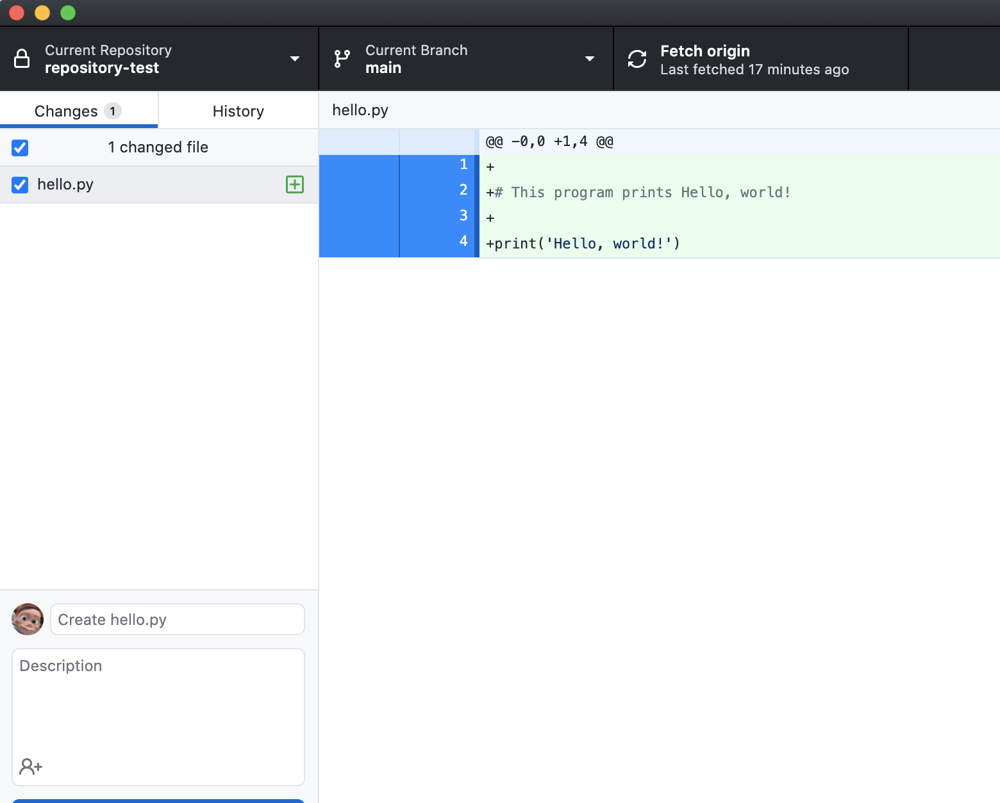 Current Repository
repository-test
Current Branch
main
Fetch origin
Last fetched 17 minutes ago
Changes 1
History
hello.py
1 changed file
hello.py
@@ -0,0 +1,4 @@
1 +
2 +# This program prints Hello, world!
3 +
4 +print('Hello, world!')
Create hello.py
Description